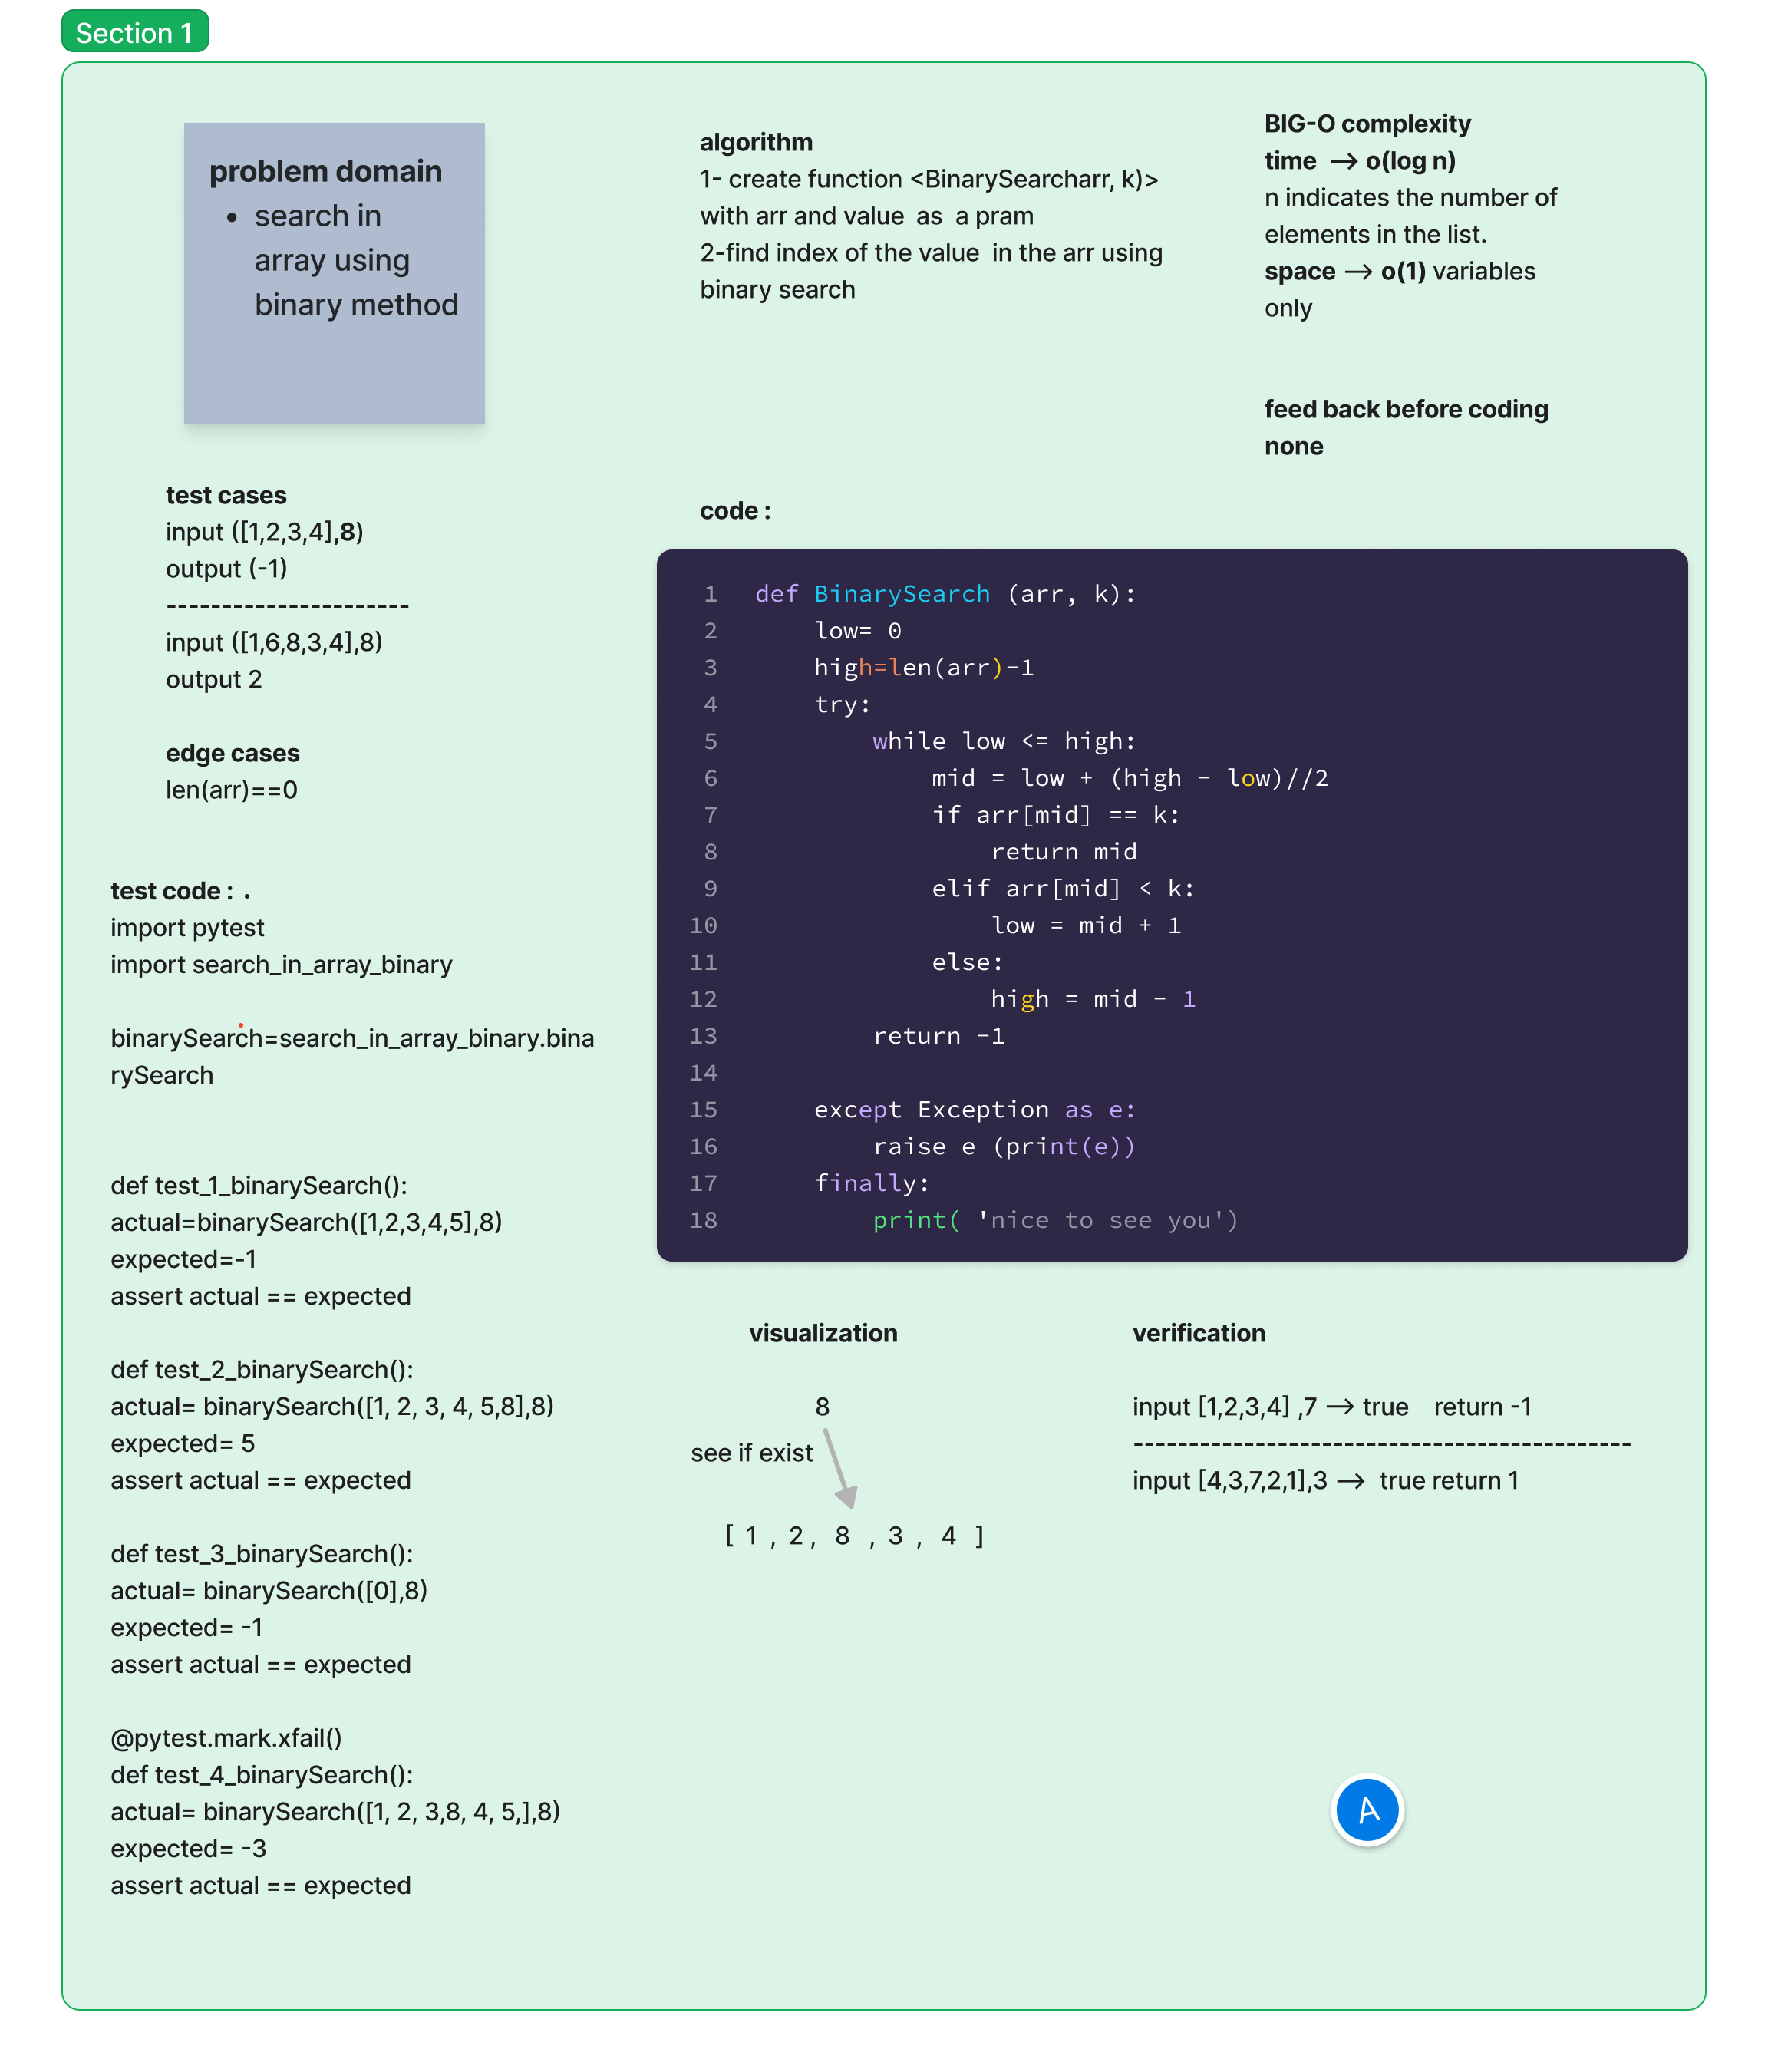 Section 1
problem domain
• search in
array using
binary method
algorithm
1- create function <BinarySearcharr, k)>
with arr and value as a pram
2-find index of the value in the arr using
binary search
BIG-O complexity
time –> o(log n)
n indicates the number of
elements in the list.
space –> o(1) variables
only
feed back before coding
none
test cases
input ([1,2,3,4],8)
output (-1)
----------------------
input ([1,6,8,3,4],8)
output 2
edge cases
len(arr)==0
test code : .
import pytest
import search_in_array_binary
binarySearch=search_in_array_binary.bina
rySearch
def test_1_binarySearch():
actual=binarySearch([1,2,3,4,5],8)
expected=-1
assert actual == expected
def test_2_binarySearch():
actual= binarySearch([1, 2, 3, 4, 5,8],8)
expected= 5
assert actual == expected
def test_3_binarySearch():
actual= binarySearch([0],8)
expected= -1
assert actual == expected
@pytest.mark.xfail()
def test_4_binarySearch():
actual= binarySearch([1, 2, 3,8, 4, 5,],8)
expected= -3
assert actual == expected
code :
1 def BinarySearch (arr, k):
2 low= 0
3 high=len(arr)-1
4 try:
5 while low <= high:
6 mid = low + (high - low)//2
7 if arr[mid] == k:
8 return mid
9 elif arr[mid] < k:
10 low = mid + 1
11 else:
12 high = mid - 1
13 return -1
14
15 except Exception as e:
16 raise e (print(e))
17 finally:
18 print( 'nice to see you')
visualization
8
see if exist
[ 1 , 2 , 8 , 3 , 4 ]
verification
input [1,2,3,4] ,7 –> true return -1
---------------------------------------------
input [4,3,7,2,1],3 –> true return 1
A